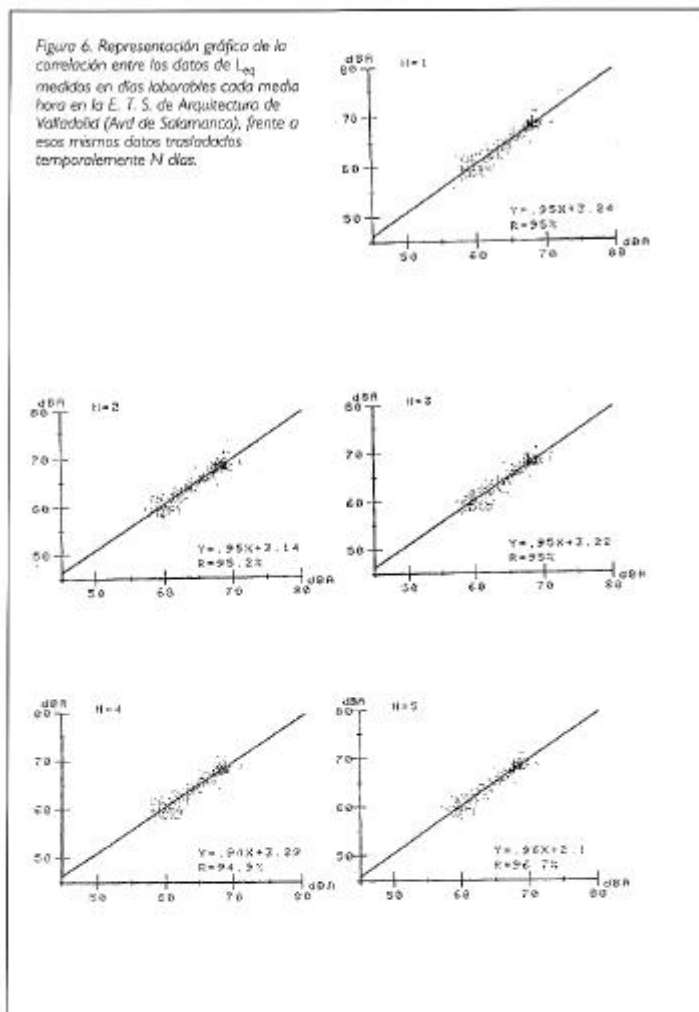 Figura 6. Representación gráfica de la
correlación entre los datos de Leq
medidos en días laborables cada media
hora en la E. T. S. de Arquitectura de
Valladolid (Avd de Salamanca), frente a
esos mismos datos trasladados
temporalemente N días.
dBA
N=1
80
70
60
50
Y=.95X+3.24
R=95%
50 60 70 80 dBA
dBA
N=2
80
70
60
50
Y=.95X+3.14
R=95.2%
50 60 70 80 dBA
dBA
N=3
80
70
60
50
Y=.95X+3.22
R=95%
50 60 70 80 dBA
dBA
N=4
80
70
60
50
Y=.94X+3.29
R=94.9%
50 60 70 80 dBA
dBA
N=5
80
70
60
50
Y=.96X+2.1
R=96.7%
50 60 70 80 dBA